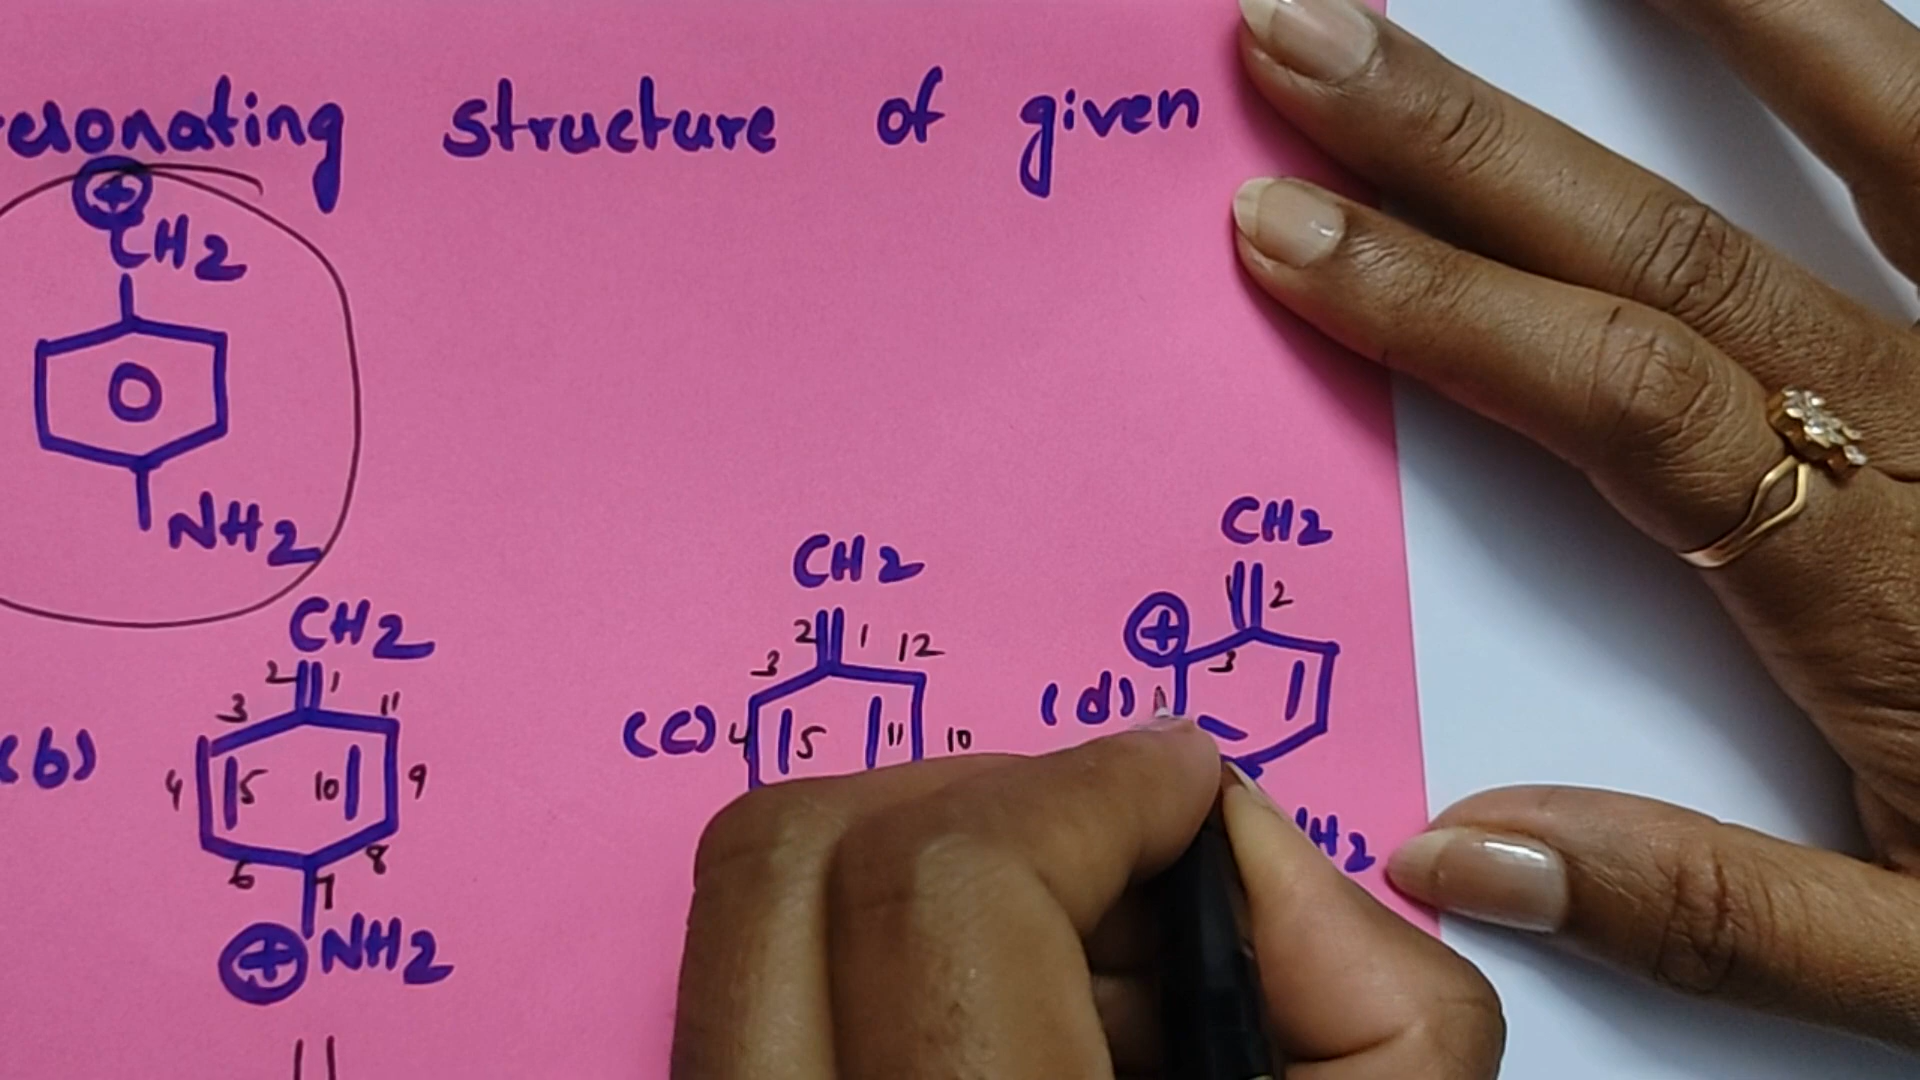 resonating structure of given
⊕
CH2
NH2
CH2
2 1
3 11
(b) 4 5 10 9
6 7 8
⊕ NH2
CH2
2 1 12
3
(c) 4 5 11 10
CH2
⊕ 1 2
3
(d)
H2